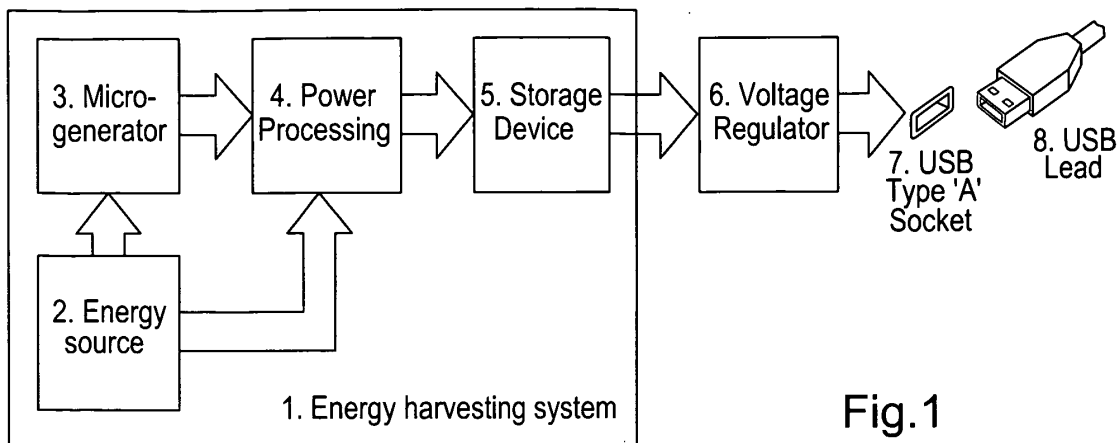 3. Micro-
generator
4. Power
Processing
5. Storage
Device
6. Voltage
Regulator
7. USB
Type 'A'
Socket
8. USB
Lead
2. Energy
source
1. Energy harvesting system
Fig.1